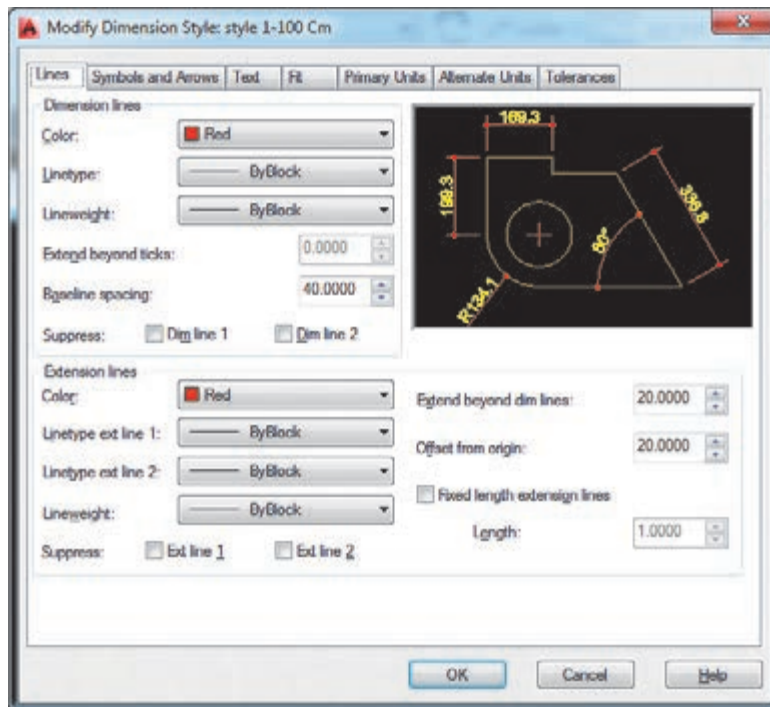 Modify Dimension Style: style 1-100 Cm
Lines
Symbols and Arrows
Text
Fit
Primary Units
Alternate Units
Tolerances
Dimension lines
Color:
Red
Linetype:
ByBlock
Lineweight:
ByBlock
Extend beyond ticks:
0.0000
Baseline spacing:
40.0000
Suppress:
Dim line 1
Dim line 2
169.3
199.3
336.8
60°
R134.1
Extension lines
Color:
Red
Linetype ext line 1:
ByBlock
Linetype ext line 2:
ByBlock
Lineweight:
ByBlock
Suppress:
Ext line 1
Ext line 2
Extend beyond dim lines:
20.0000
Offset from origin:
20.0000
Fixed length extension lines
Length:
1.0000
OK
Cancel
Help